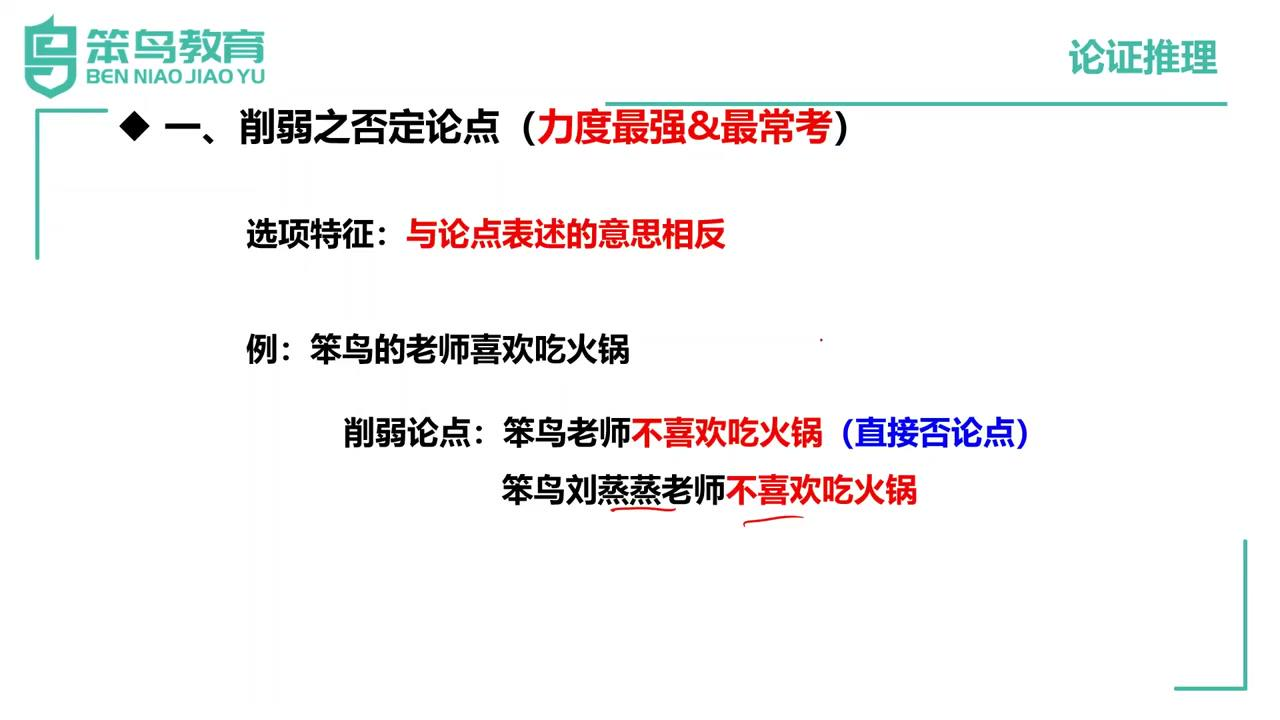 笨鸟教育
BEN NIAO JIAO YU
论证推理
一、削弱之否定论点（力度最强&最常考）
选项特征：与论点表述的意思相反
例：笨鸟的老师喜欢吃火锅
削弱论点：笨鸟老师不喜欢吃火锅（直接否论点）
笨鸟刘蒸蒸老师不喜欢吃火锅